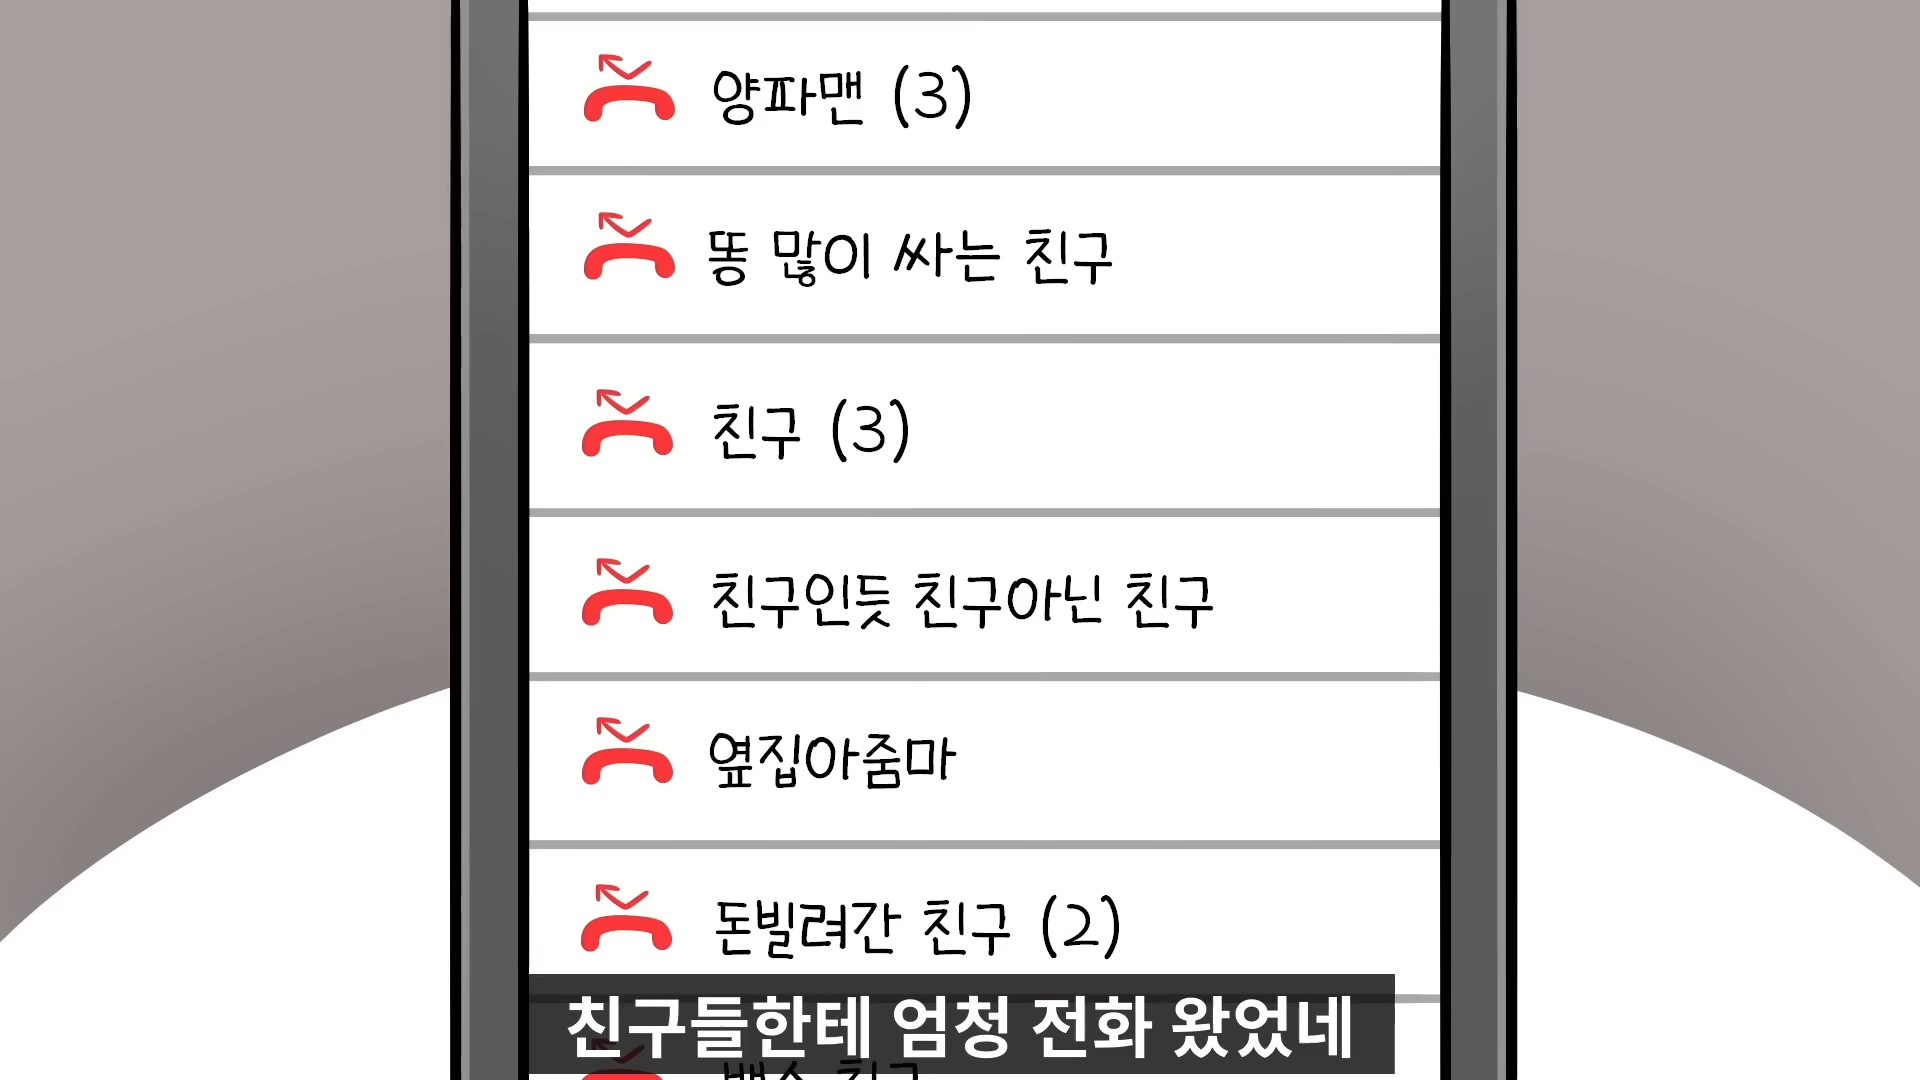 양파맨 (3)
똥 많이 싸는 친구
친구 (3)
친구인듯 친구아닌 친구
옆집아줌마
돈빌려간 친구 (2)
친구들한테 엄청 전화 왔었네
친구